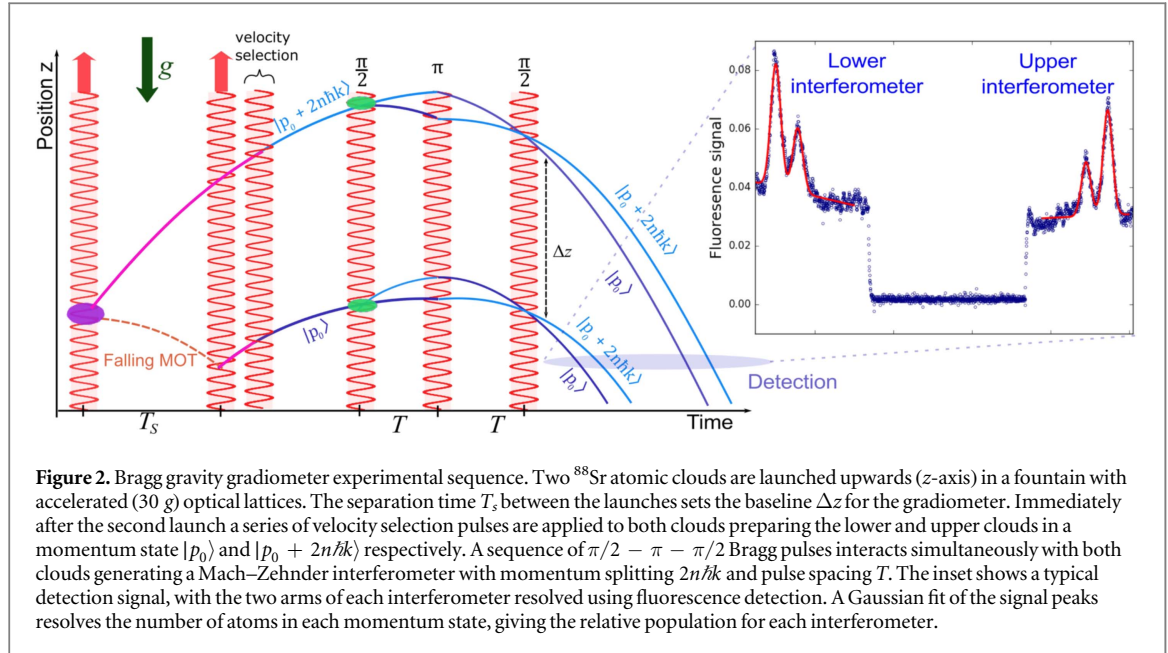 velocity
selection
g
π/2
π
π/2
Position z
|p₀ + 2nħk⟩
|p₀ + 2nħk⟩
Δz
|p₀⟩
|p₀⟩
|p₀ + 2nħk⟩
|p₀⟩
Falling MOT
Detection
Tₛ
T
T
Time
Lower
interferometer
Upper
interferometer
Fluoresence signal
0.08
0.06
0.04
0.02
0.00
Figure 2. Bragg gravity gradiometer experimental sequence. Two ⁸⁸Sr atomic clouds are launched upwards (z-axis) in a fountain with
accelerated (30 g) optical lattices. The separation time Tₛ between the launches sets the baseline Δz for the gradiometer. Immediately
after the second launch a series of velocity selection pulses are applied to both clouds preparing the lower and upper clouds in a
momentum state |p₀⟩ and |p₀ + 2nħk⟩ respectively. A sequence of π/2 − π − π/2 Bragg pulses interacts simultaneously with both
clouds generating a Mach–Zehnder interferometer with momentum splitting 2nħk and pulse spacing T. The inset shows a typical
detection signal, with the two arms of each interferometer resolved using fluorescence detection. A Gaussian fit of the signal peaks
resolves the number of atoms in each momentum state, giving the relative population for each interferometer.